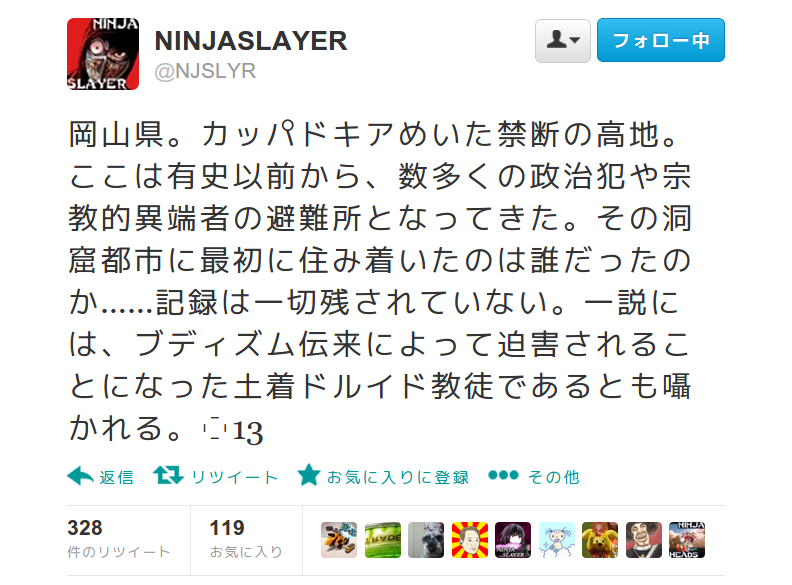 NINJA
SLAYER
NINJASLAYER
@NJSLYR
フォロー中
岡山県。カッパドキアめいた禁断の高地。
ここは有史以前から、数多くの政治犯や宗
教的異端者の避難所となってきた。その洞
窟都市に最初に住み着いたのは誰だったの
か......記録は一切残されていない。一説に
は、ブディズム伝来によって迫害されるこ
とになった土着ドルイド教徒であるとも囁
かれる。 13
返信 リツイート お気に入りに登録 その他
328 119
件のリツイート お気に入り
TRADE
NINJA
SLAYER
NINJA
HEADS